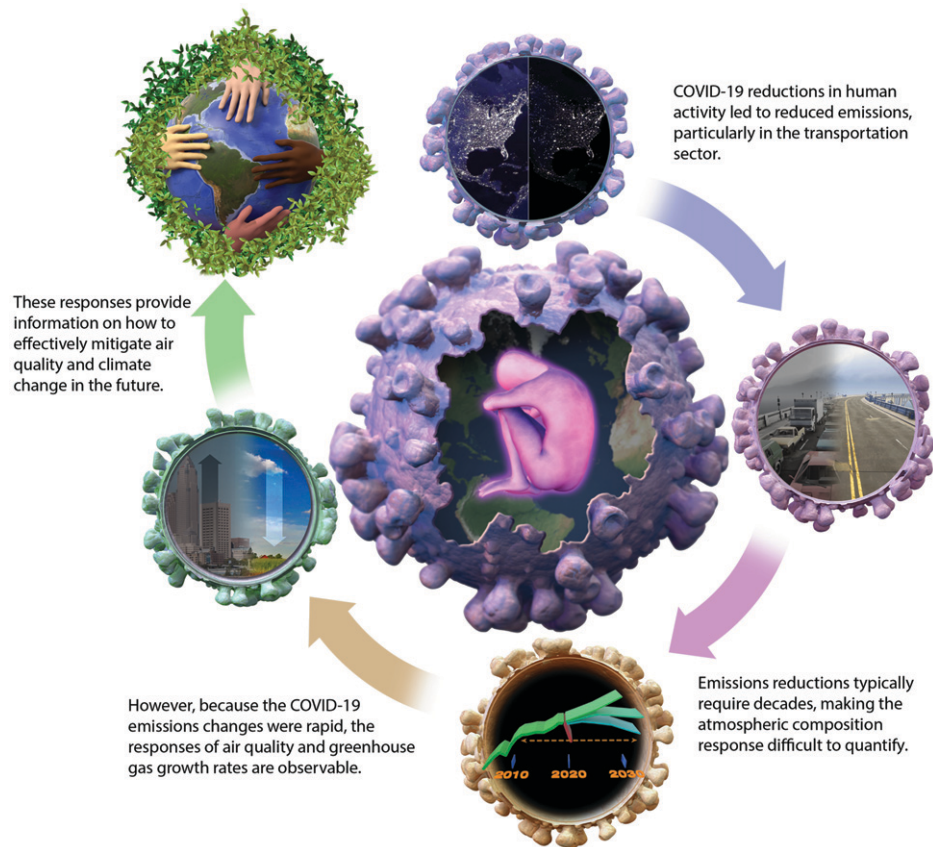 COVID-19 reductions in human
activity led to reduced emissions,
particularly in the transportation
sector.
Emissions reductions typically
require decades, making the
atmospheric composition
response difficult to quantify.
2010 2020 2030
However, because the COVID-19
emissions changes were rapid, the
responses of air quality and greenhouse
gas growth rates are observable.
These responses provide
information on how to
effectively mitigate air
quality and climate
change in the future.